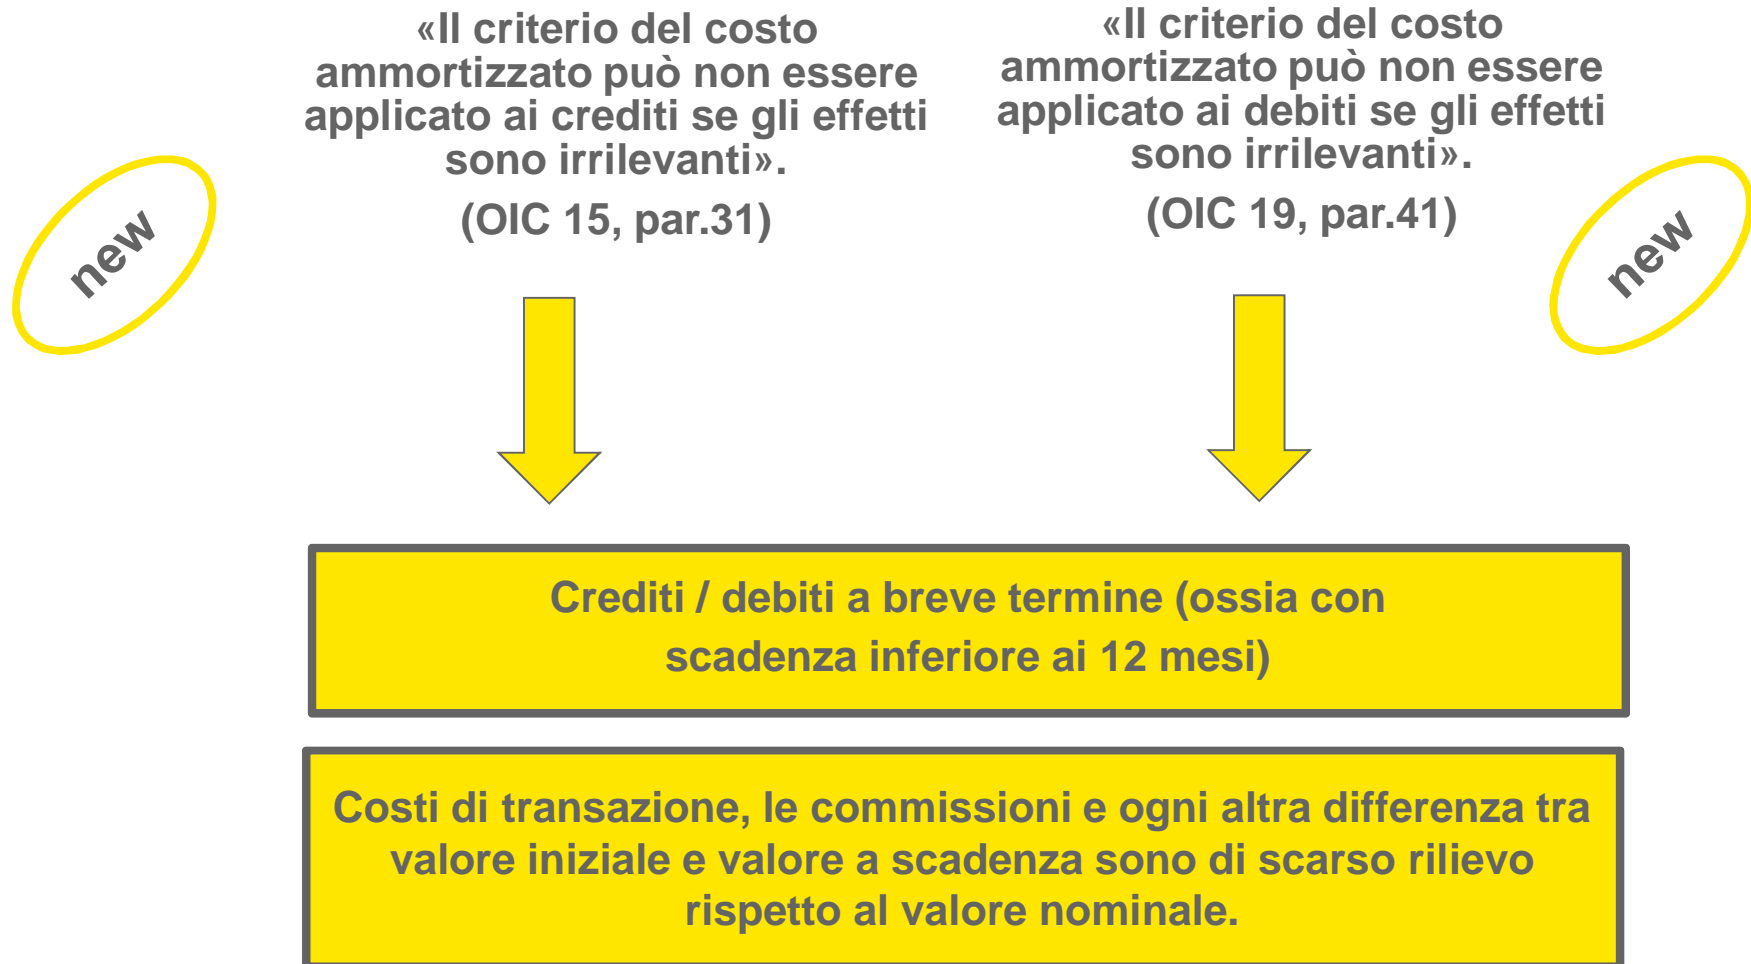 «Il criterio del costo
ammortizzato può non essere
applicato ai crediti se gli effetti
sono irrilevanti».
(OIC 15, par.31)
«Il criterio del costo
ammortizzato può non essere
applicato ai debiti se gli effetti
sono irrilevanti».
(OIC 19, par.41)
new
new
Crediti / debiti a breve termine (ossia con
scadenza inferiore ai 12 mesi)
Costi di transazione, le commissioni e ogni altra differenza tra
valore iniziale e valore a scadenza sono di scarso rilievo
rispetto al valore nominale.